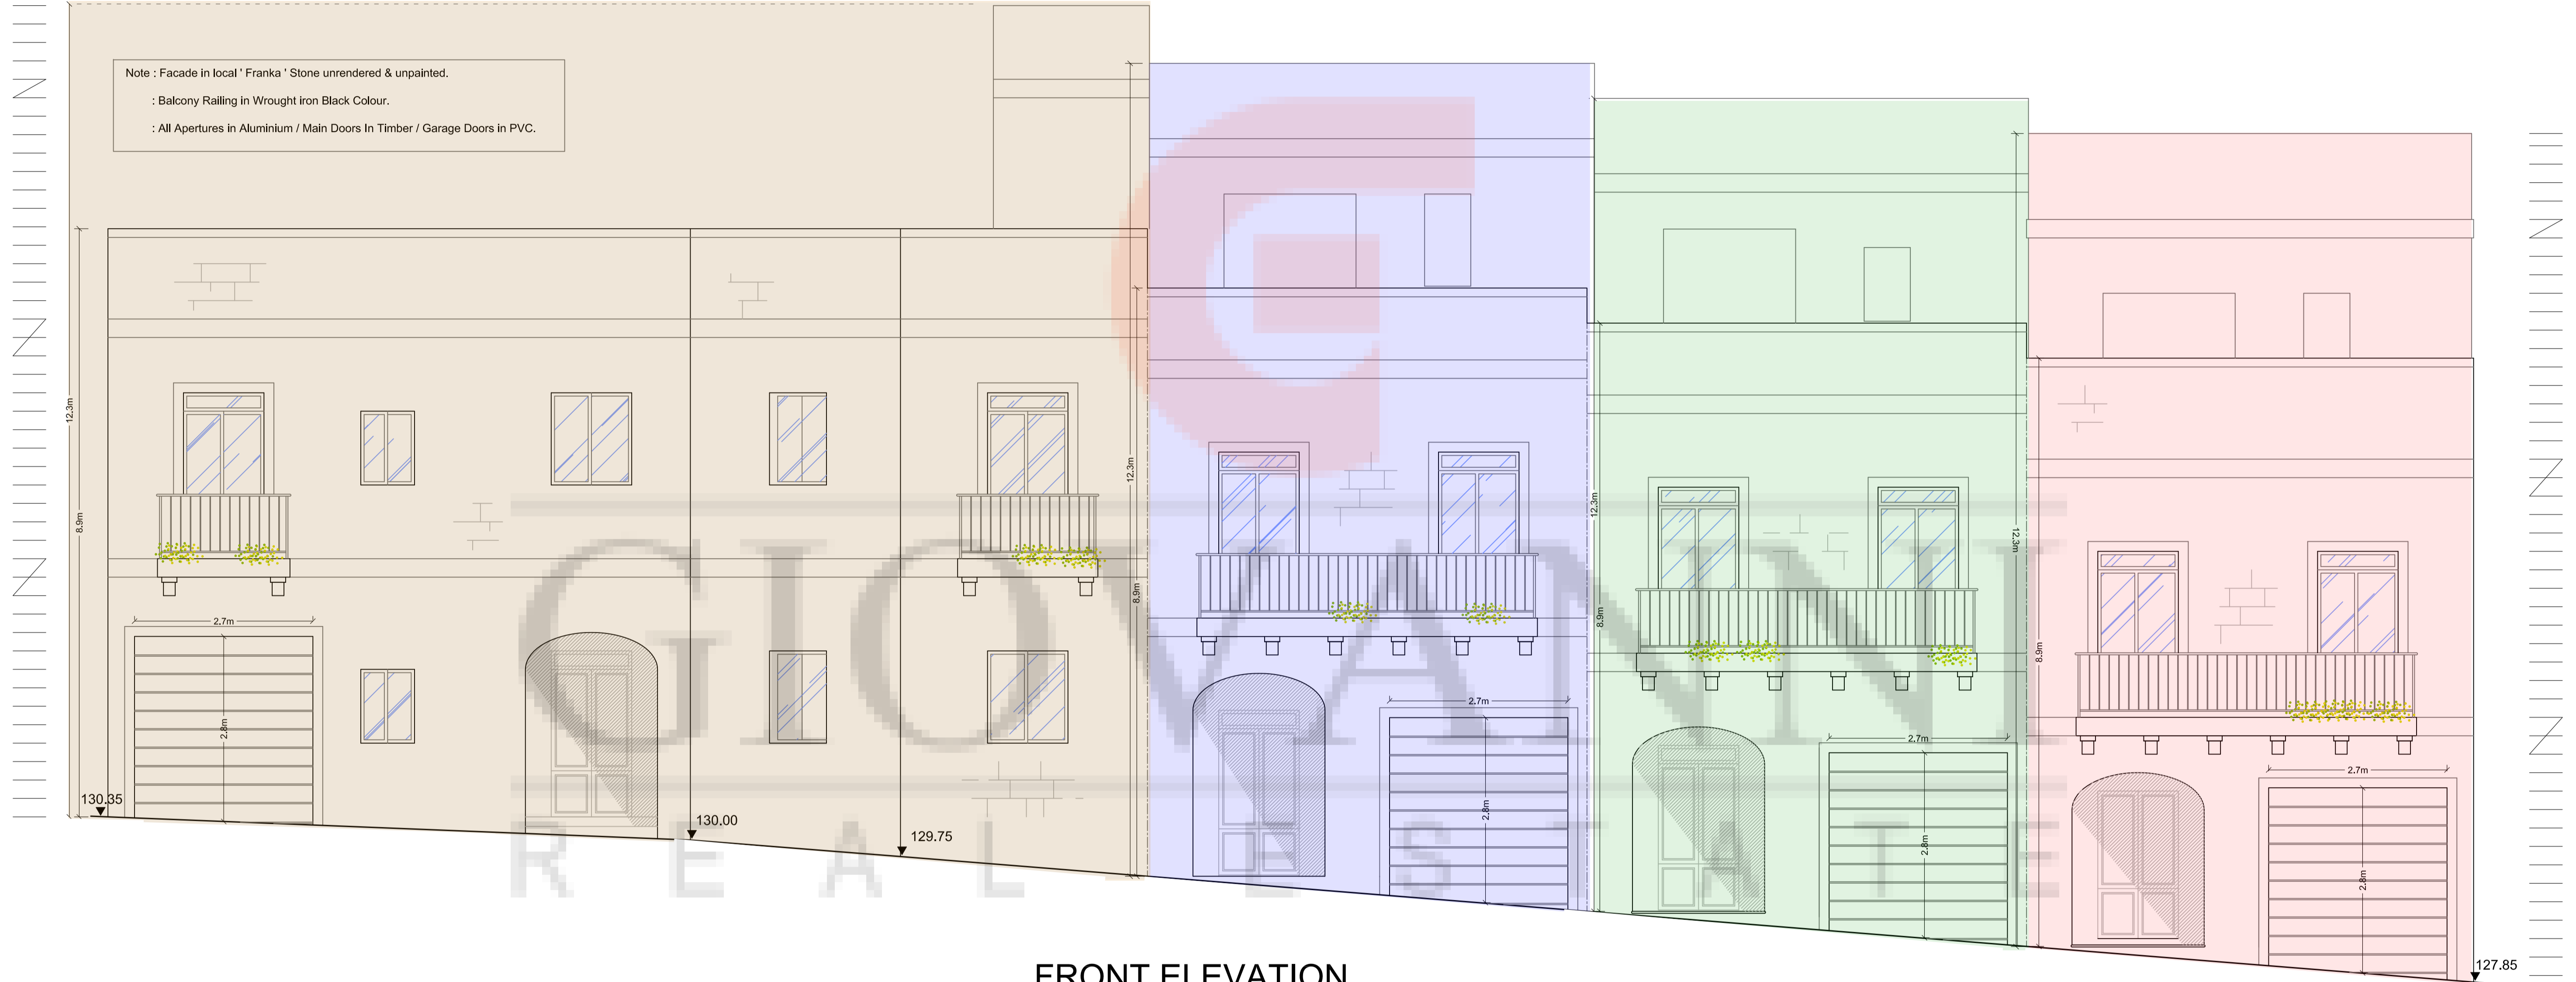 Note : Facade in local ' Franka ' Stone unrendered & unpainted.
: Balcony Railing in Wrought iron Black Colour.
: All Apertures in Aluminium / Main Doors In Timber / Garage Doors in PVC.
12.3m
8.9m
2.7m
2.8m
130.35
130.00
129.75
12.3m
8.9m
2.7m
2.8m
12.3m
8.9m
2.7m
2.8m
12.3m
8.9m
2.7m
2.8m
127.85
G
GIOVANNI
REAL ESTATE
FRONT ELEVATION